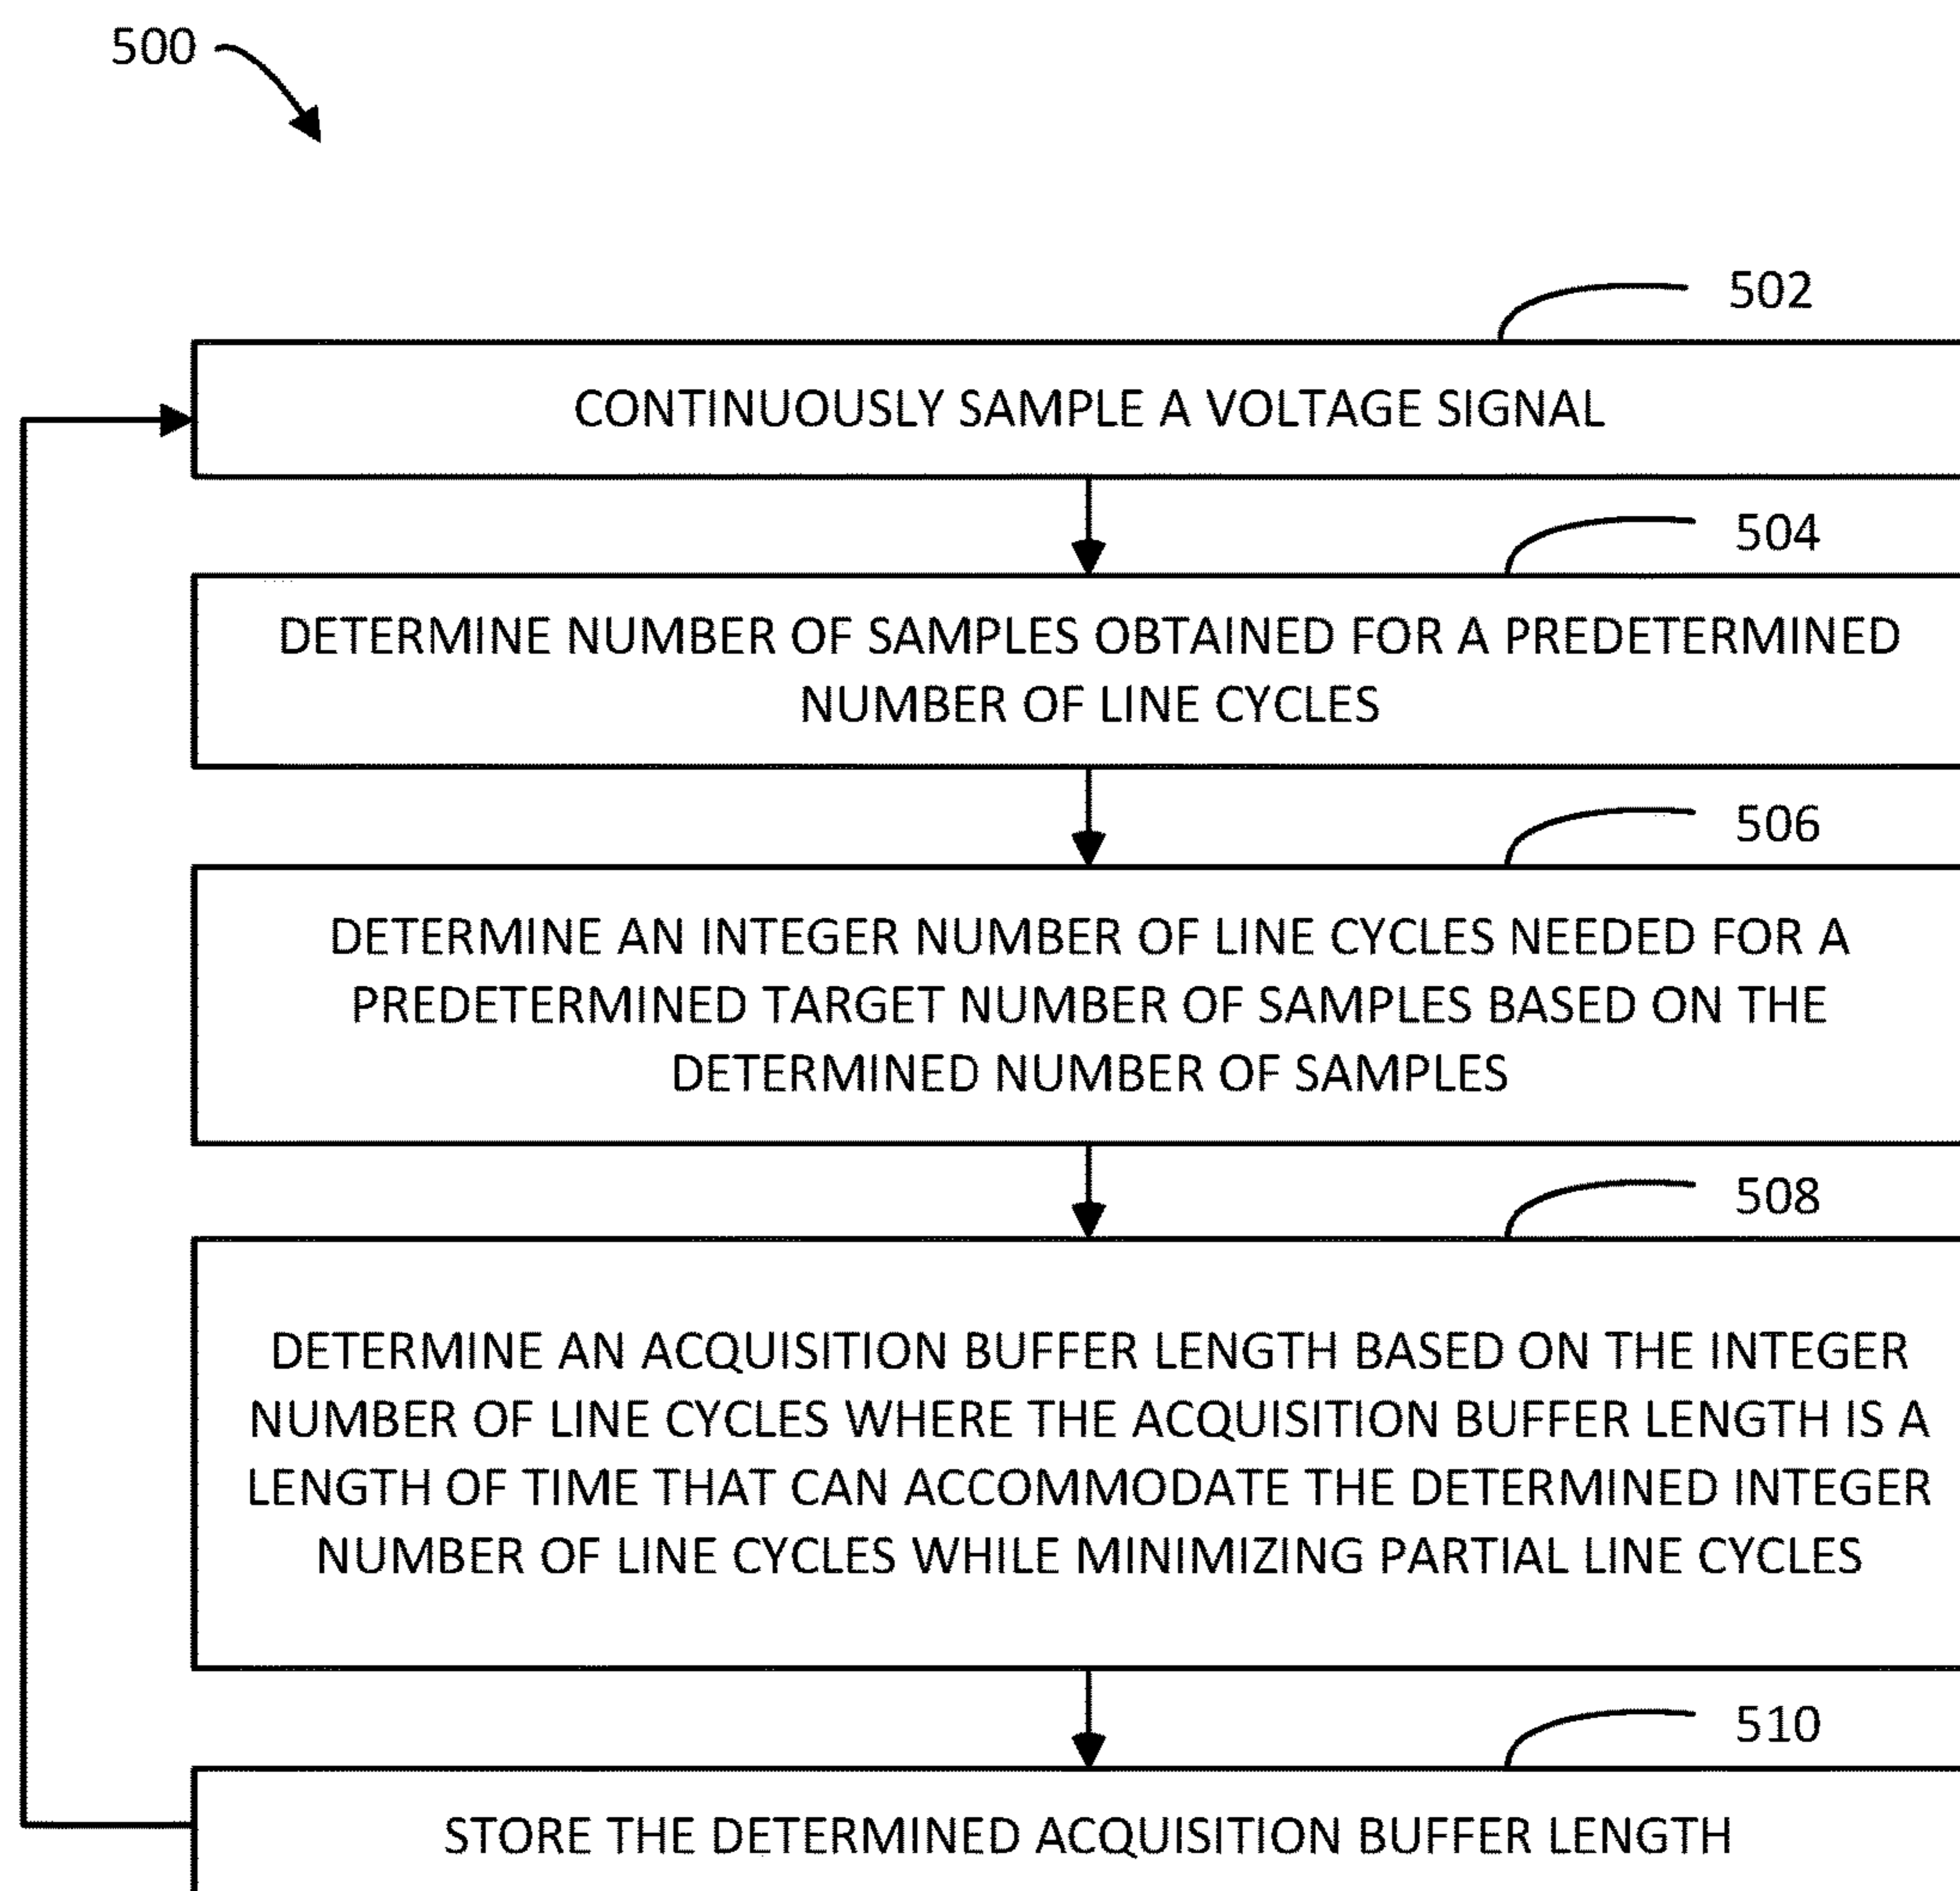 500
502
CONTINUOUSLY SAMPLE A VOLTAGE SIGNAL
504
DETERMINE NUMBER OF SAMPLES OBTAINED FOR A PREDETERMINED
NUMBER OF LINE CYCLES
506
DETERMINE AN INTEGER NUMBER OF LINE CYCLES NEEDED FOR A
PREDETERMINED TARGET NUMBER OF SAMPLES BASED ON THE
DETERMINED NUMBER OF SAMPLES
508
DETERMINE AN ACQUISITION BUFFER LENGTH BASED ON THE INTEGER
NUMBER OF LINE CYCLES WHERE THE ACQUISITION BUFFER LENGTH IS A
LENGTH OF TIME THAT CAN ACCOMMODATE THE DETERMINED INTEGER
NUMBER OF LINE CYCLES WHILE MINIMIZING PARTIAL LINE CYCLES
510
STORE THE DETERMINED ACQUISITION BUFFER LENGTH